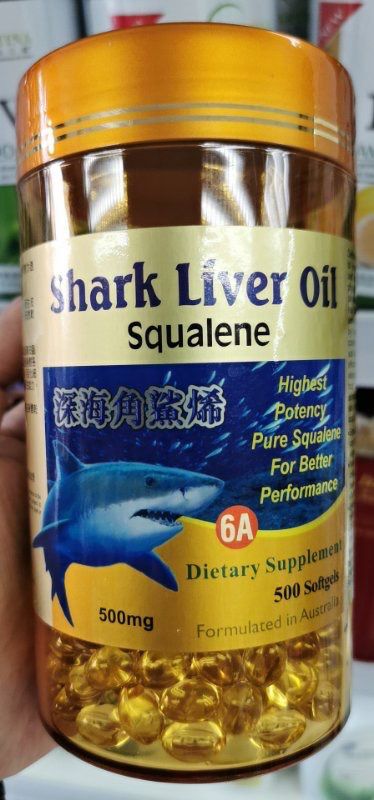 Shark Liver Oil
Squalene
深海角鯊烯
Highest
Potency
Pure Squalene
For Better
Performance
6A
Dietary Supplement
500 Softgels
500mg
Formulated in Australia